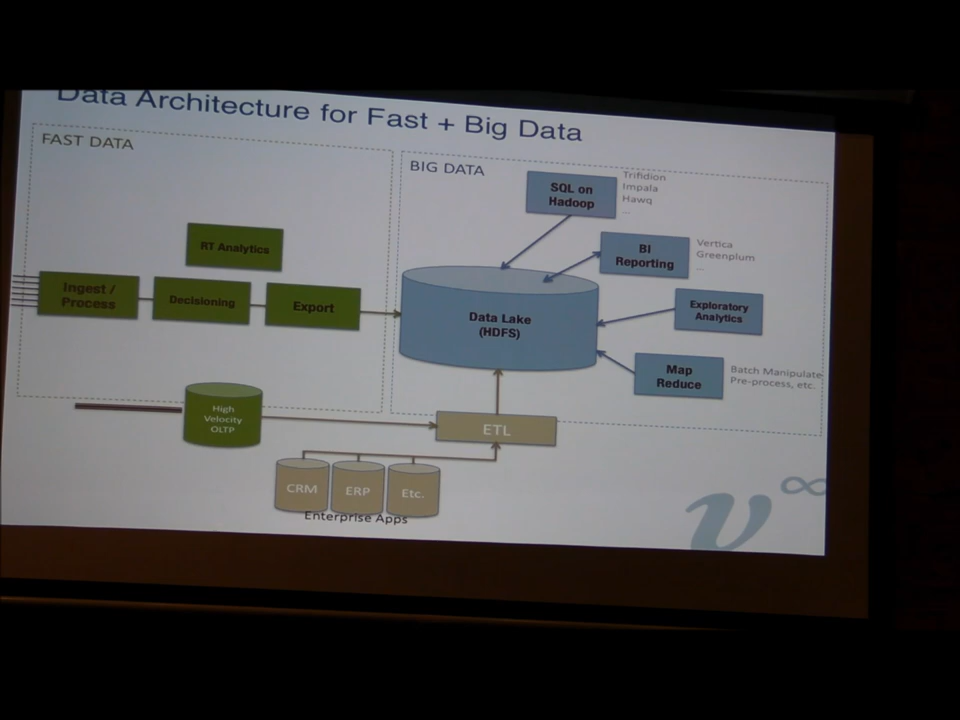 Data Architecture for Fast + Big Data
FAST DATA
RT Analytics
Ingest /
Process
Decisioning
Export
High
Velocity
OLTP
BIG DATA
SQL on
Hadoop
Trifidion
Impala
Hawq
...
BI
Reporting
Vertica
Greenplum
...
Data Lake
(HDFS)
Exploratory
Analytics
Map
Reduce
Batch Manipulate
Pre-process, etc.
ETL
CRM
ERP
Etc.
Enterprise Apps
v∞